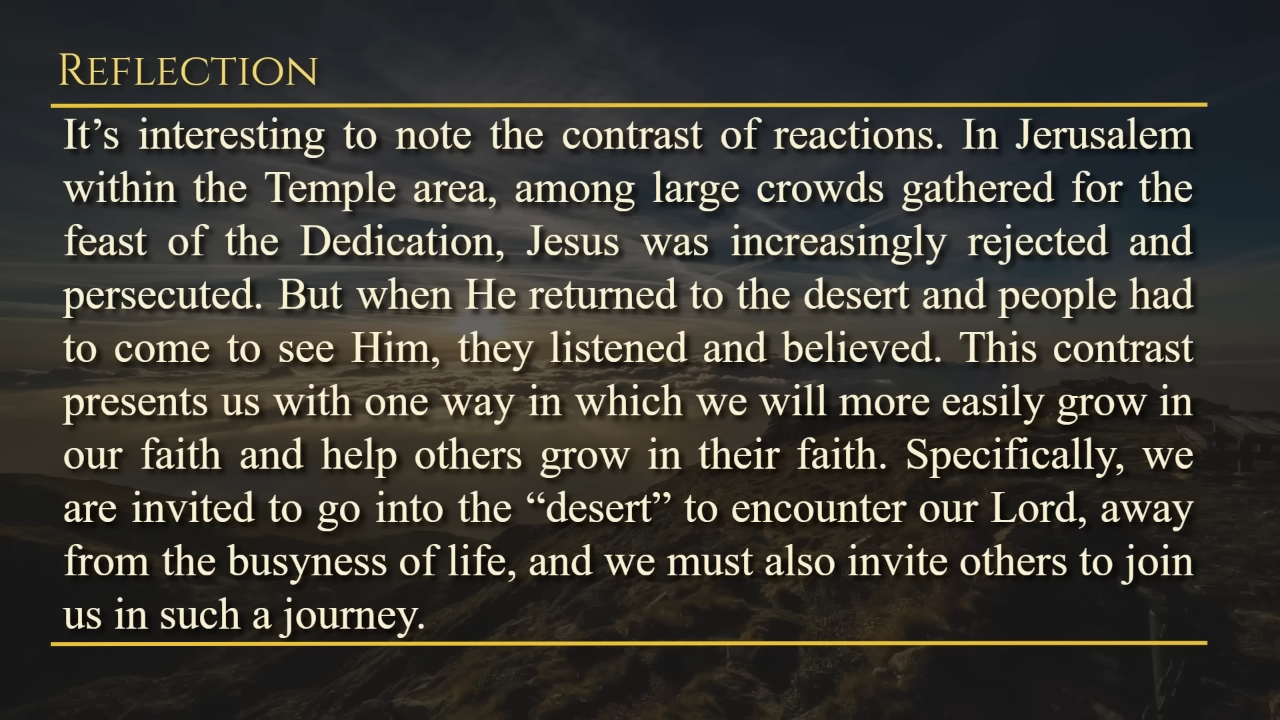 REFLECTION
It’s interesting to note the contrast of reactions. In Jerusalem
within the Temple area, among large crowds gathered for the
feast of the Dedication, Jesus was increasingly rejected and
persecuted. But when He returned to the desert and people had
to come to see Him, they listened and believed. This contrast
presents us with one way in which we will more easily grow in
our faith and help others grow in their faith. Specifically, we
are invited to go into the “desert” to encounter our Lord, away
from the busyness of life, and we must also invite others to join
us in such a journey.